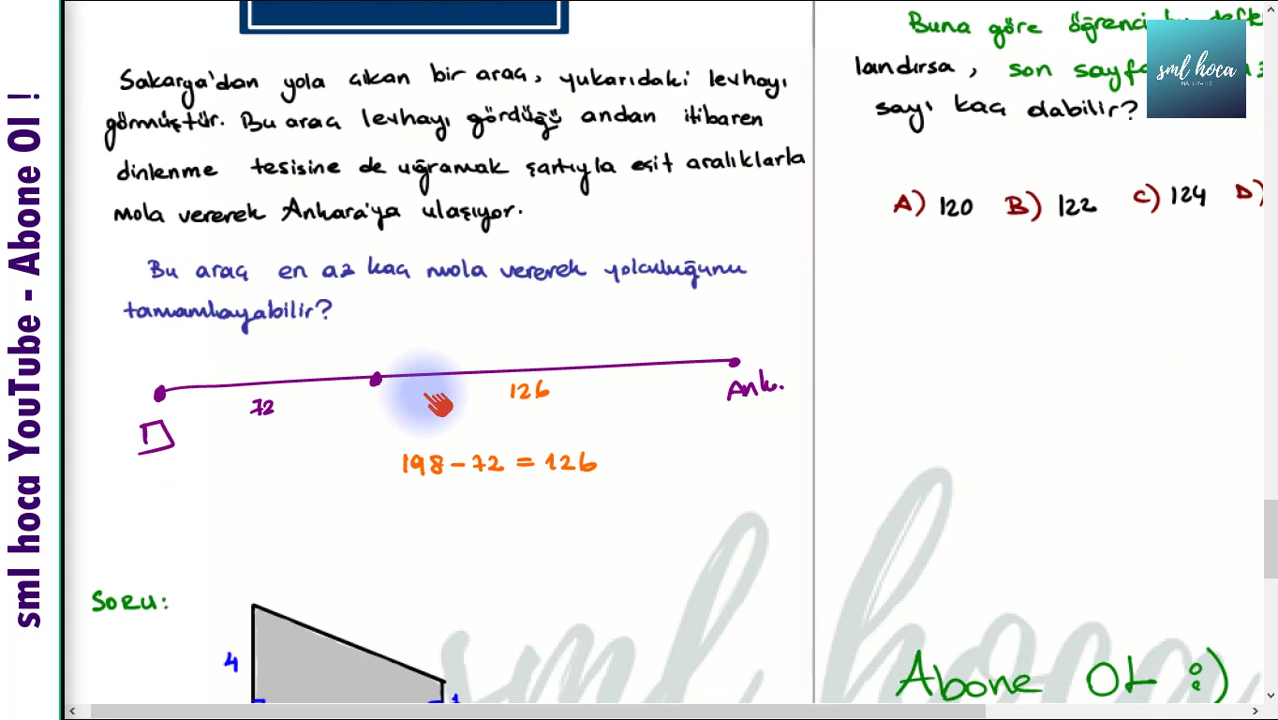 sml hoca YouTube - Abone Ol !
Sakarya'dan yola çıkan bir araç, yukarıdaki levhayı
görmüştür. Bu araç levhayı gördüğü andan itibaren
dinlenme tesisine de uğramak şartıyla eşit aralıklarla
mola vererek Ankara'ya ulaşıyor.
Bu araç en az kaç mola vererek yolculuğunu
tamamlayabilir?
72
126
Ank.
198 - 72 = 126
SORU:
4
Buna göre öğrenci
landırsa, son sayfa
sayı kaç olabilir?
A) 120 B) 122 C) 124 D)
sml hoca
sml hoca
Abone OL :)